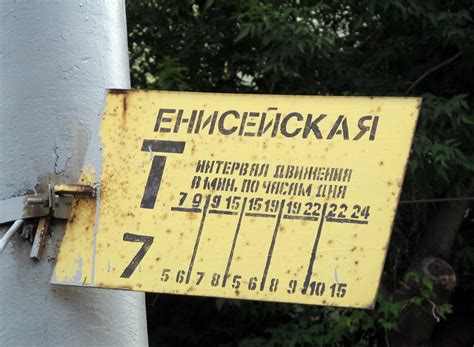 ЕНИСЕЙСКАЯ
Т
ИНТЕРВАЛ ДВИЖЕНИЯ
В МИН. ПО ЧАСАМ ДНЯ
7 9 9 15 15 19 19 22 22 24
7
5 6 7 8 5-6 8 9-10 15